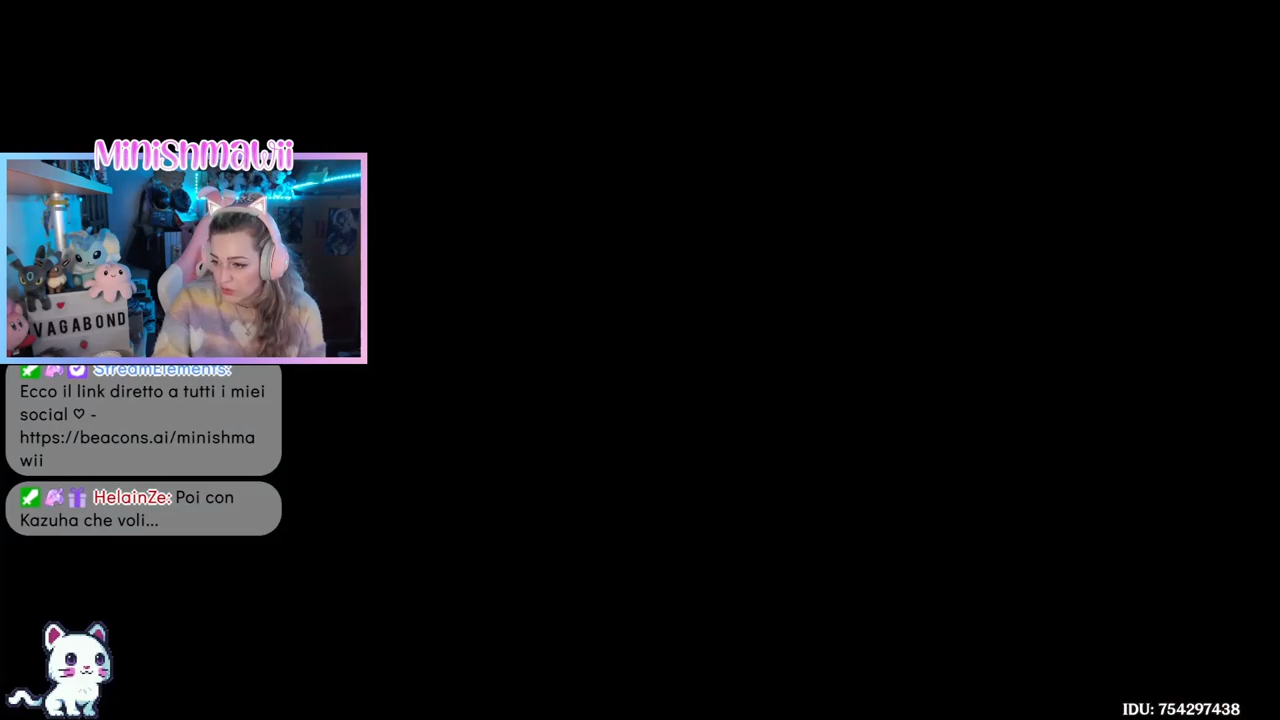 Minishmawii
VAGABOND
StreamElements:
Ecco il link diretto a tutti i miei
social ♡ -
https://beacons.ai/minishma
wii
HelainZe: Poi con
Kazuha che voli...
IDU: 754297438